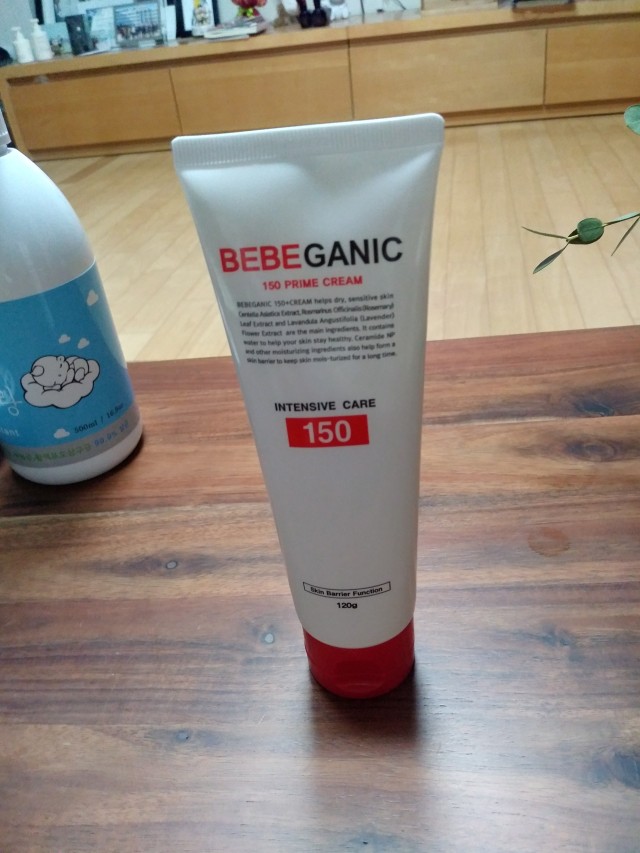 BEBEGANIC
150 PRIME CREAM
BEBEGANIC 150+CREAM helps dry, sensitive skin
Centella Asiatica Extract, Rosmarinus Officinalis (Rosemary)
Leaf Extract and Lavandula Angustifolia (Lavender)
Flower Extract are the main ingredients, it contains
water to help your skin stay healthy. Ceramide NP
and other moisturizing ingredients also help form a
skin barrier to keep skin moie-turized for a long time.
INTENSIVE CARE
150
Skin Barrier Function
120g
500ml /